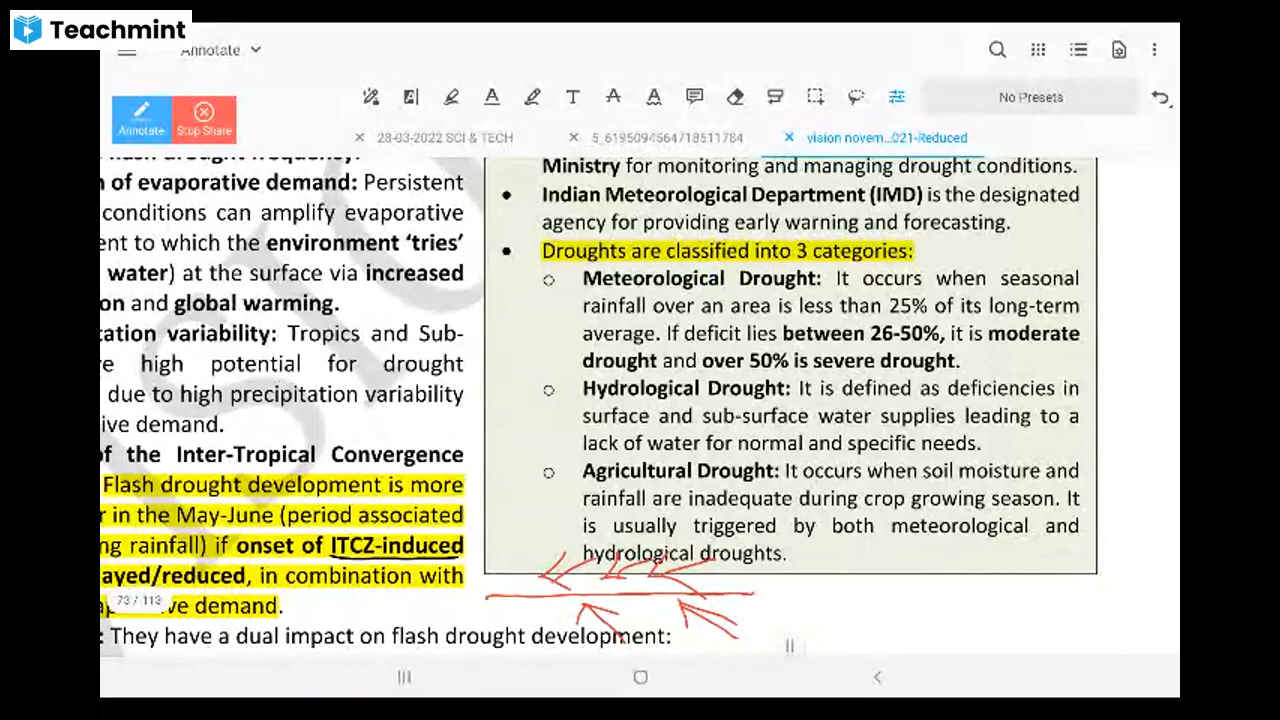 Teachmint
Annotate
No Presets
Annotate
Stop Share
28-03-2022 SCI & TECH
5_6195094564718511784
vision novem...021-Reduced
flash drought frequency.
n of evaporative demand: Persistent
conditions can amplify evaporative
ent to which the environment ‘tries’
water) at the surface via increased
on and global warming.
tation variability: Tropics and Sub-
re high potential for drought
due to high precipitation variability
ive demand.
of the Inter-Tropical Convergence
Flash drought development is more
r in the May-June (period associated
ng rainfall) if onset of ITCZ-induced
ayed/reduced, in combination with
73 / 113
ve demand.
: They have a dual impact on flash drought development:
Ministry for monitoring and managing drought conditions.
• Indian Meteorological Department (IMD) is the designated
agency for providing early warning and forecasting.
• Droughts are classified into 3 categories:
o Meteorological Drought: It occurs when seasonal
rainfall over an area is less than 25% of its long-term
average. If deficit lies between 26-50%, it is moderate
drought and over 50% is severe drought.
o Hydrological Drought: It is defined as deficiencies in
surface and sub-surface water supplies leading to a
lack of water for normal and specific needs.
o Agricultural Drought: It occurs when soil moisture and
rainfall are inadequate during crop growing season. It
is usually triggered by both meteorological and
hydrological droughts.